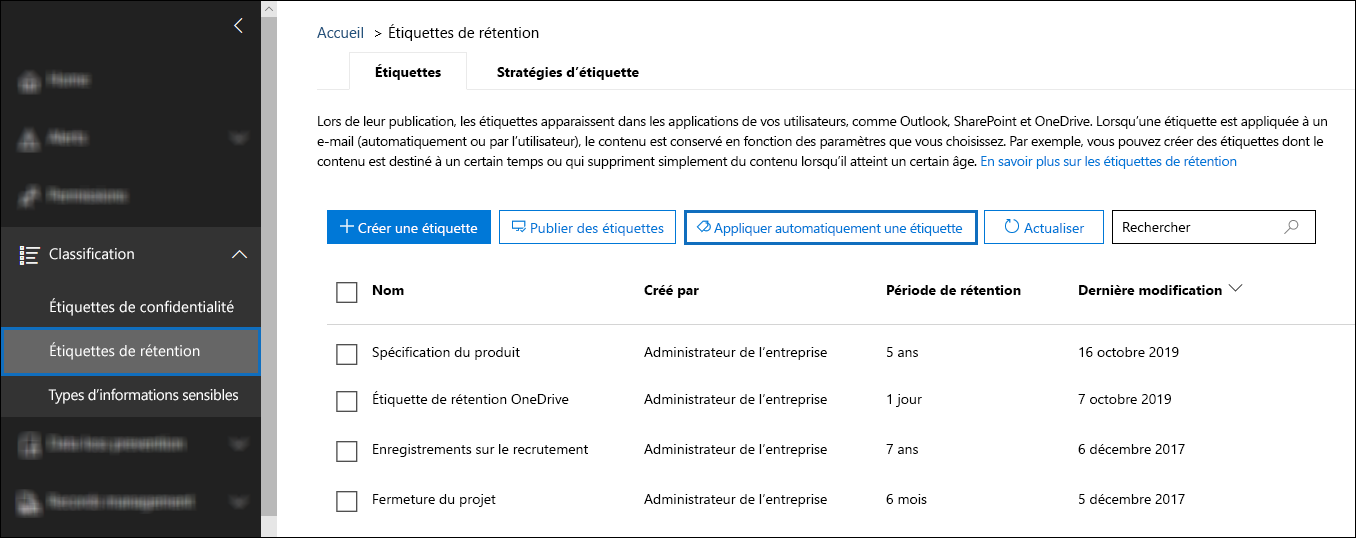 Accueil > Étiquettes de rétention
Étiquettes Stratégies d’étiquette
Lors de leur publication, les étiquettes apparaissent dans les applications de vos utilisateurs, comme Outlook, SharePoint et OneDrive. Lorsqu’une étiquette est appliquée à un
e-mail (automatiquement ou par l’utilisateur), le contenu est conservé en fonction des paramètres que vous choisissez. Par exemple, vous pouvez créer des étiquettes dont le
contenu est destiné à un certain temps ou qui suppriment simplement du contenu lorsqu’il atteint un certain âge. En savoir plus sur les étiquettes de rétention
Home
Alerts
Permissions
Classification
Étiquettes de confidentialité
Étiquettes de rétention
Types d’informations sensibles
Data loss prevention
Records management
Créer une étiquette Publier des étiquettes Appliquer automatiquement une étiquette Actualiser Rechercher
Nom Créé par Période de rétention Dernière modification
Spécification du produit Administrateur de l’entreprise 5 ans 16 octobre 2019
Étiquette de rétention OneDrive Administrateur de l’entreprise 1 jour 7 octobre 2019
Enregistrements sur le recrutement Administrateur de l’entreprise 7 ans 6 décembre 2017
Fermeture du projet Administrateur de l’entreprise 6 mois 5 décembre 2017